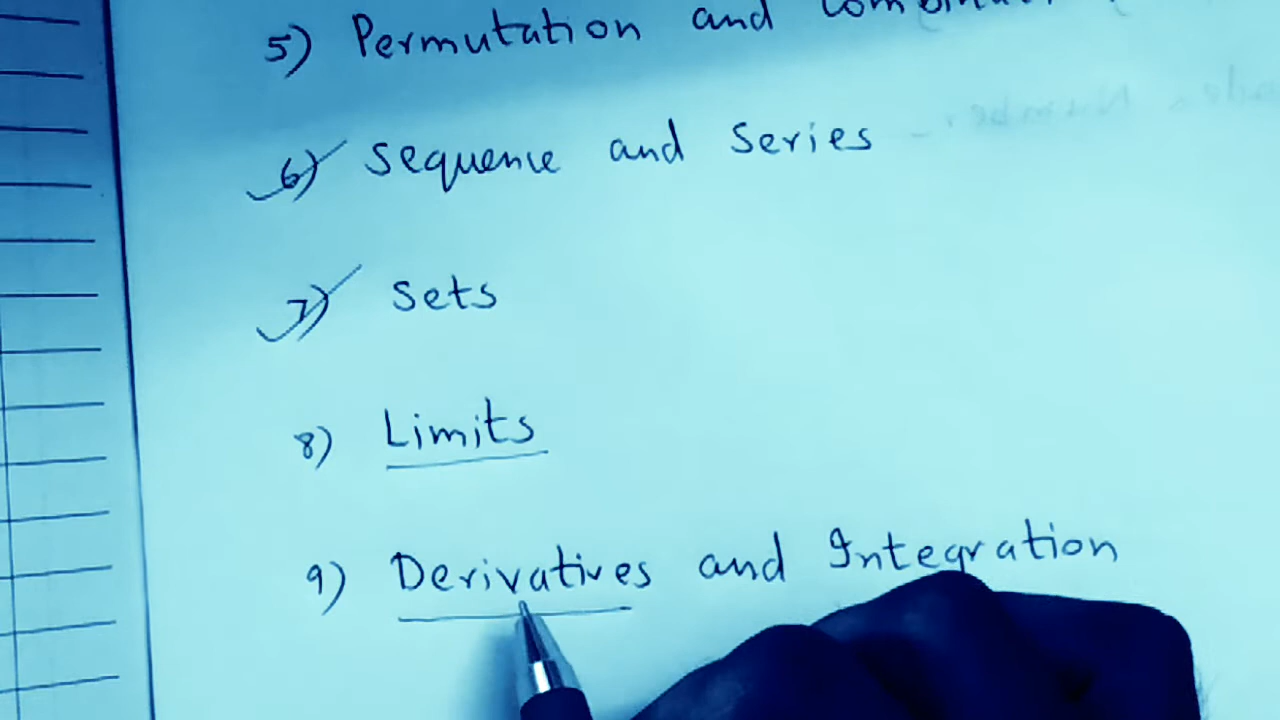 5) Permutation and
6) Sequence and Series
7) Sets
8) Limits
9) Derivatives and Integration